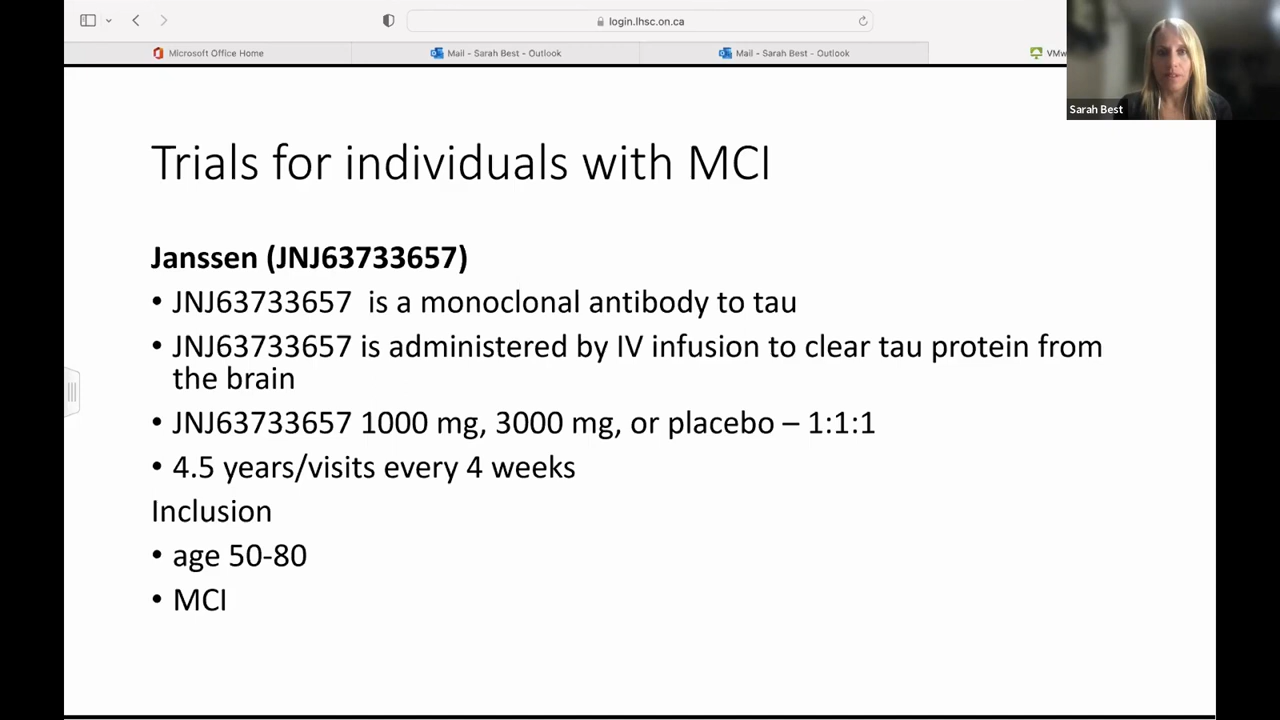 login.lhsc.on.ca
Microsoft Office Home
Mail - Sarah Best - Outlook
Mail - Sarah Best - Outlook
VMw
Sarah Best
Trials for individuals with MCI
Janssen (JNJ63733657)
• JNJ63733657  is a monoclonal antibody to tau
• JNJ63733657 is administered by IV infusion to clear tau protein from
the brain
• JNJ63733657 1000 mg, 3000 mg, or placebo – 1:1:1
• 4.5 years/visits every 4 weeks
Inclusion
• age 50-80
• MCI